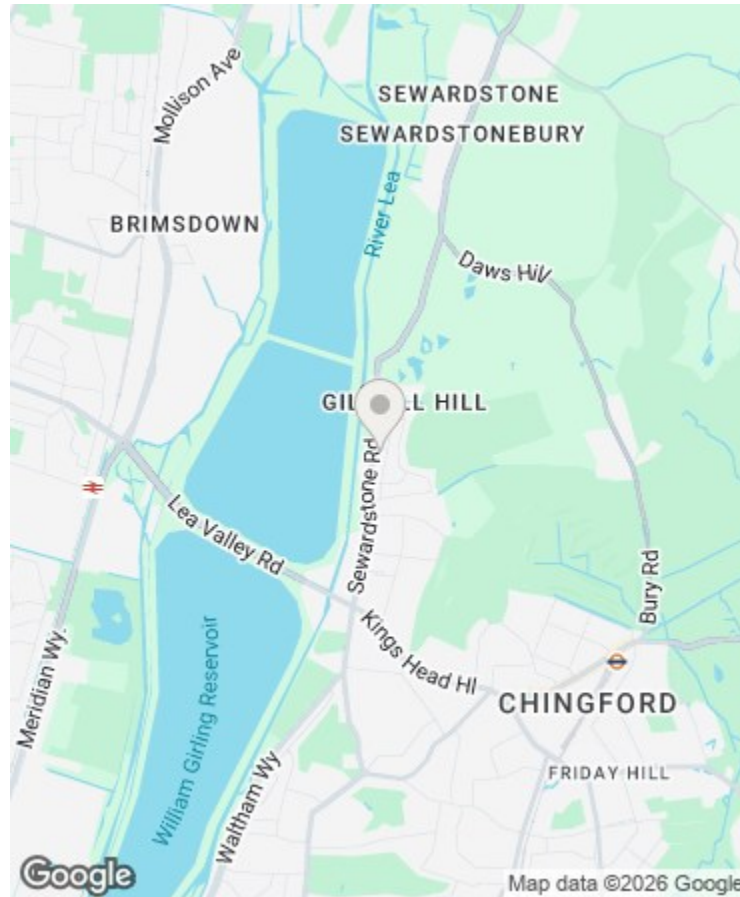 Mollison Ave
SEWARDSTONE
SEWARDSTONEBURY
River Lea
BRIMSDOWN
Daws Hil
HILL
Sewardstone Rd
Lea Valley Rd
Kings Head Hl
Bury Rd
William Girling Reservoir
Meridian Wy
CHINGFORD
Waltham Wy
FRIDAY HILL
Google
Map data ©2026 Google